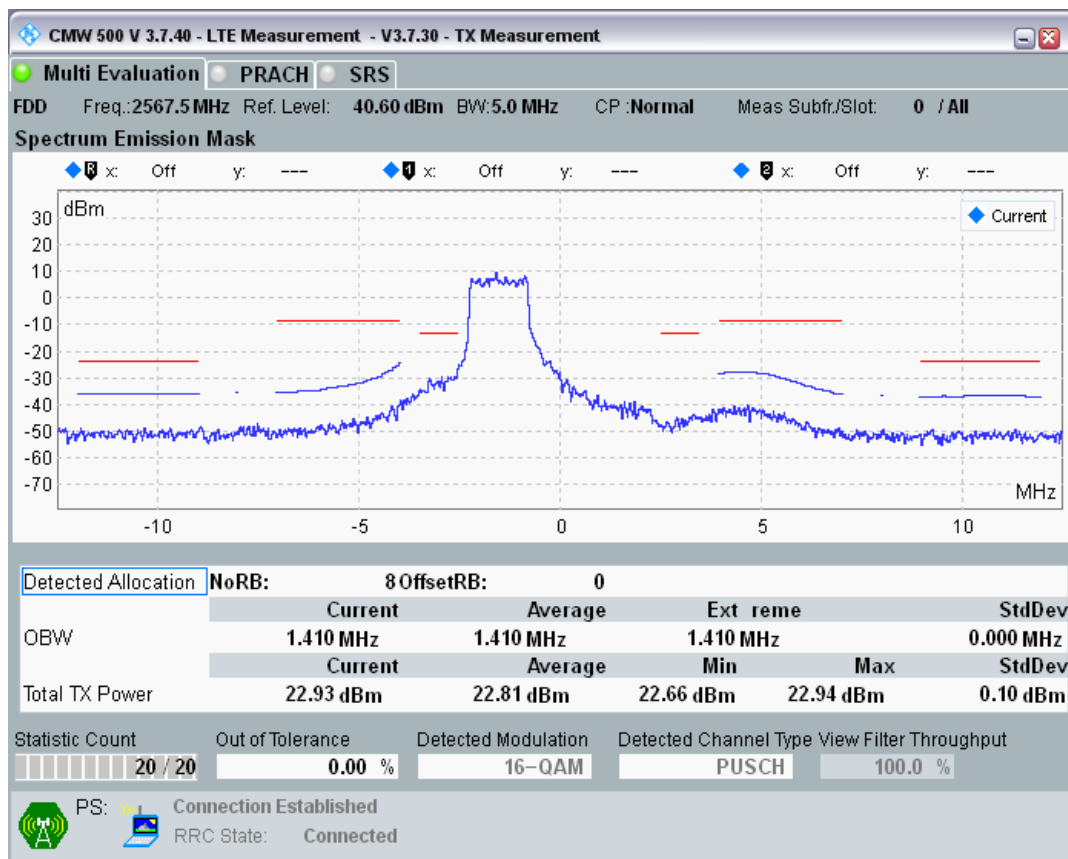 CMW 500 V 3.7.40 - LTE Measurement - V3.7.30 - TX Measurement
Multi Evaluation PRACH SRS
FDD Freq.:2567.5 MHz Ref. Level: 40.60 dBm BW:5.0 MHz CP :Normal Meas Subfr./Slot: 0 / All
Spectrum Emission Mask
R x: Off y: --- 1 x: Off y: --- 2 x: Off y: ---
dBm
Current
30
20
10
0
-10
-20
-30
-40
-50
-60
-70
MHz
-10 -5 0 5 10
Detected Allocation NoRB: 8 OffsetRB: 0
Current Average Ext reme StdDev
OBW 1.410 MHz 1.410 MHz 1.410 MHz 0.000 MHz
Current Average Min Max StdDev
Total TX Power 22.93 dBm 22.81 dBm 22.66 dBm 22.94 dBm 0.10 dBm
Statistic Count Out of Tolerance Detected Modulation Detected Channel Type View Filter Throughput
20 / 20 0.00 % 16-QAM PUSCH 100.0 %
PS: Connection Established
RRC State: Connected